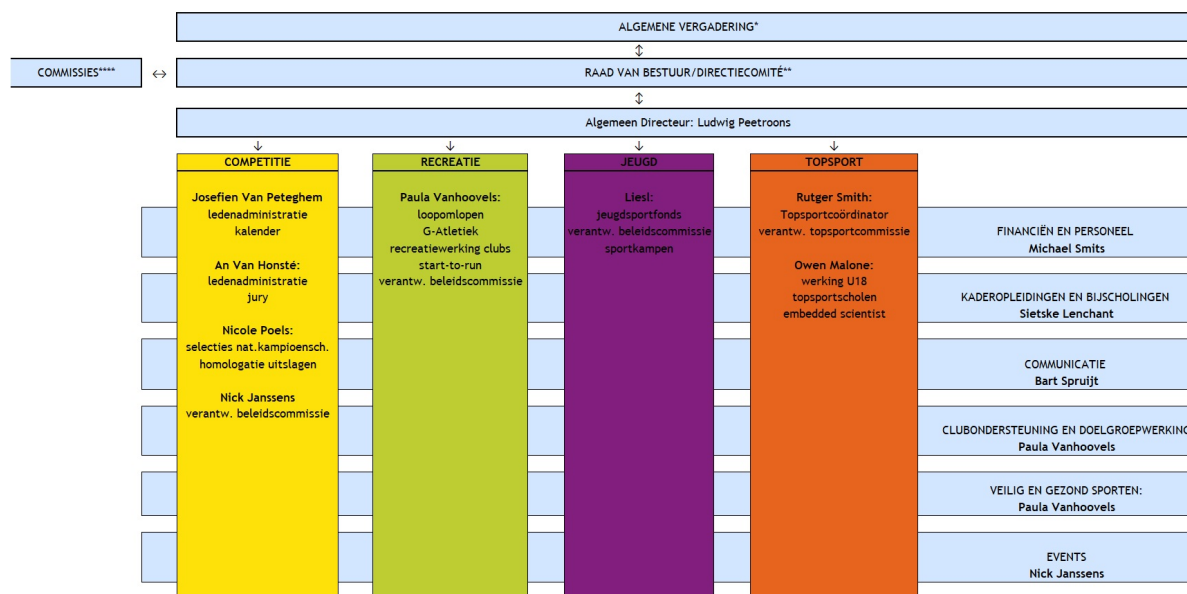 ALGEMENE VERGADERING*
↕
COMMISSIES****
↔
RAAD VAN BESTUUR/DIRECTIECOMITÉ**
↕
Algemeen Directeur: Ludwig Peetroons
↓ ↓ ↓ ↓
COMPETITIE
Josefien Van Peteghem
ledenadministratie
kalender
An Van Honsté:
ledenadministratie
jury
Nicole Poels:
selecties nat.kampioensch.
homologatie uitslagen
Nick Janssens
verantw. beleidscommissie
RECREATIE
Paula Vanhoovels:
loopomlopen
G-Atletiek
recreatiewerking clubs
start-to-run
verantw. beleidscommissie
JEUGD
Liesl:
jeugdsportfonds
verantw. beleidscommissie
sportkampen
TOPSPORT
Rutger Smith:
Topsportcoördinator
verantw. topsportcommissie
Owen Malone:
werking U18
topsportscholen
embedded scientist
FINANCIËN EN PERSONEEL
Michael Smits
KADEROPLEIDINGEN EN BIJSCHOLINGEN
Sietske Lenchant
COMMUNICATIE
Bart Spruijt
CLUBONDERSTEUNING EN DOELGROEPWERKING
Paula Vanhoovels
VEILIG EN GEZOND SPORTEN:
Paula Vanhoovels
EVENTS
Nick Janssens